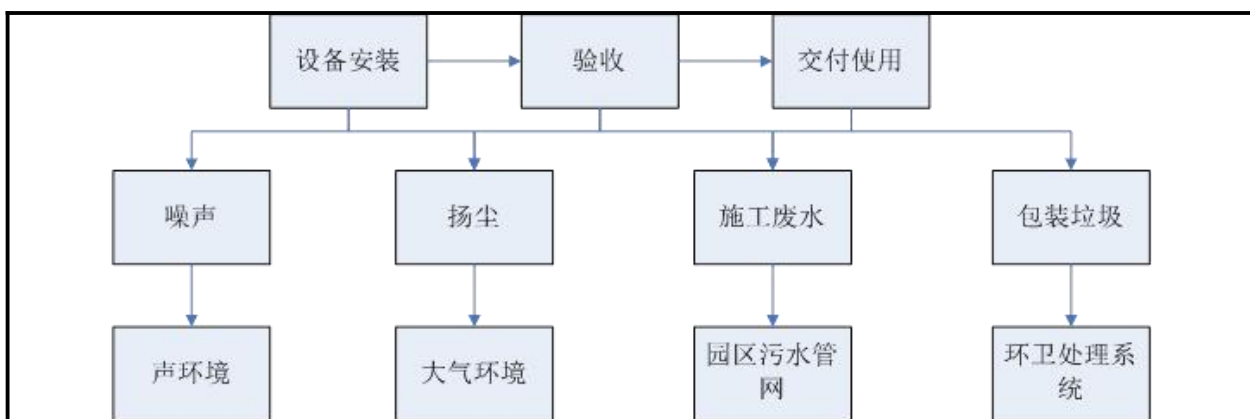 设备安装
验收
交付使用
噪声
扬尘
施工废水
包装垃圾
声环境
大气环境
园区污水管
网
环卫处理系
统